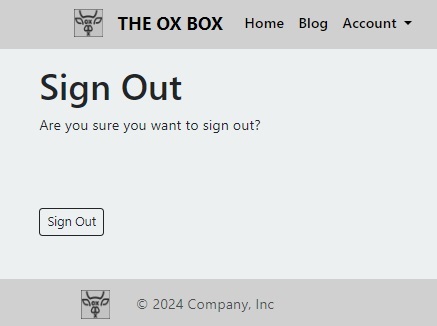 OX
THE OX BOX Home Blog Account
Sign Out
Are you sure you want to sign out?
Sign Out
OX
© 2024 Company, Inc